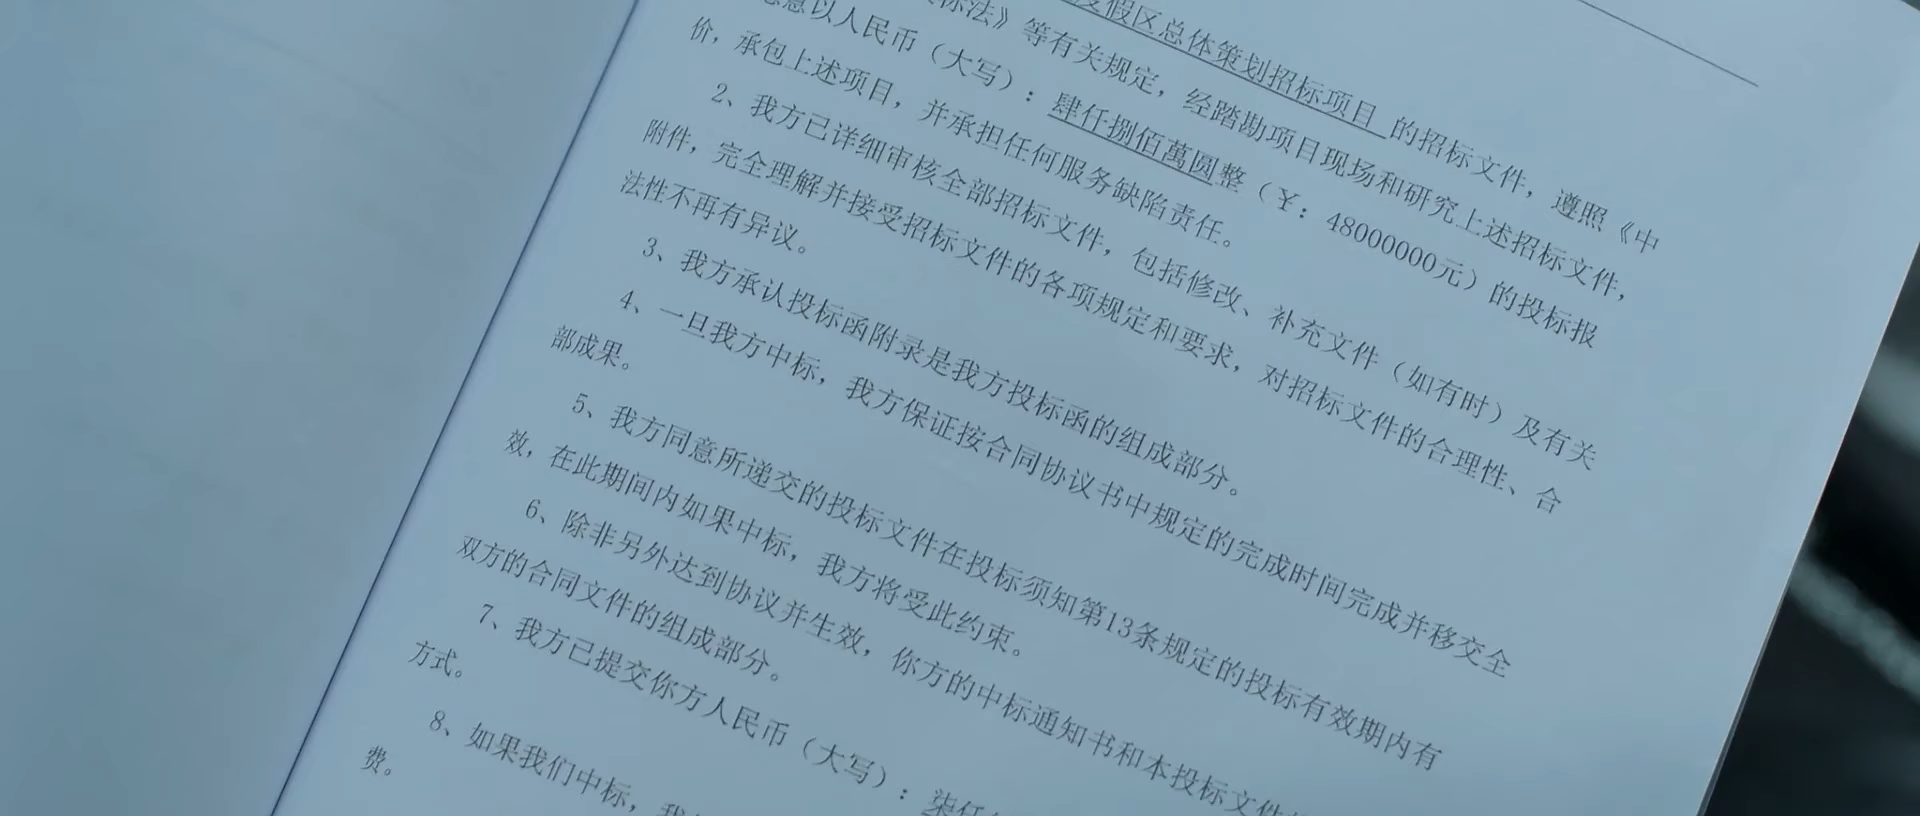 度假区总体策划招标项目 的招标文件，遵照《中
标法》等有关规定，经踏勘项目现场和研究上述招标文件，
意以人民币（大写）：肆仟捌佰萬圆整（￥：48000000元）的投标报
价，承包上述项目，并承担任何服务缺陷责任。
2、我方已详细审核全部招标文件，包括修改、补充文件（如有时）及有关
附件，完全理解并接受招标文件的各项规定和要求，对招标文件的合理性、合
法性不再有异议。
3、我方承认投标函附录是我方投标函的组成部分。
4、一旦我方中标，我方保证按合同协议书中规定的完成时间完成并移交全
部成果。
5、我方同意所递交的投标文件在投标须知第13条规定的投标有效期内有
效，在此期间内如果中标，我方将受此约束。
6、除非另外达到协议并生效，你方的中标通知书和本投标文件
双方的合同文件的组成部分。
7、我方已提交你方人民币（大写）：柒仟
方式。
8、如果我们中标，我
费。